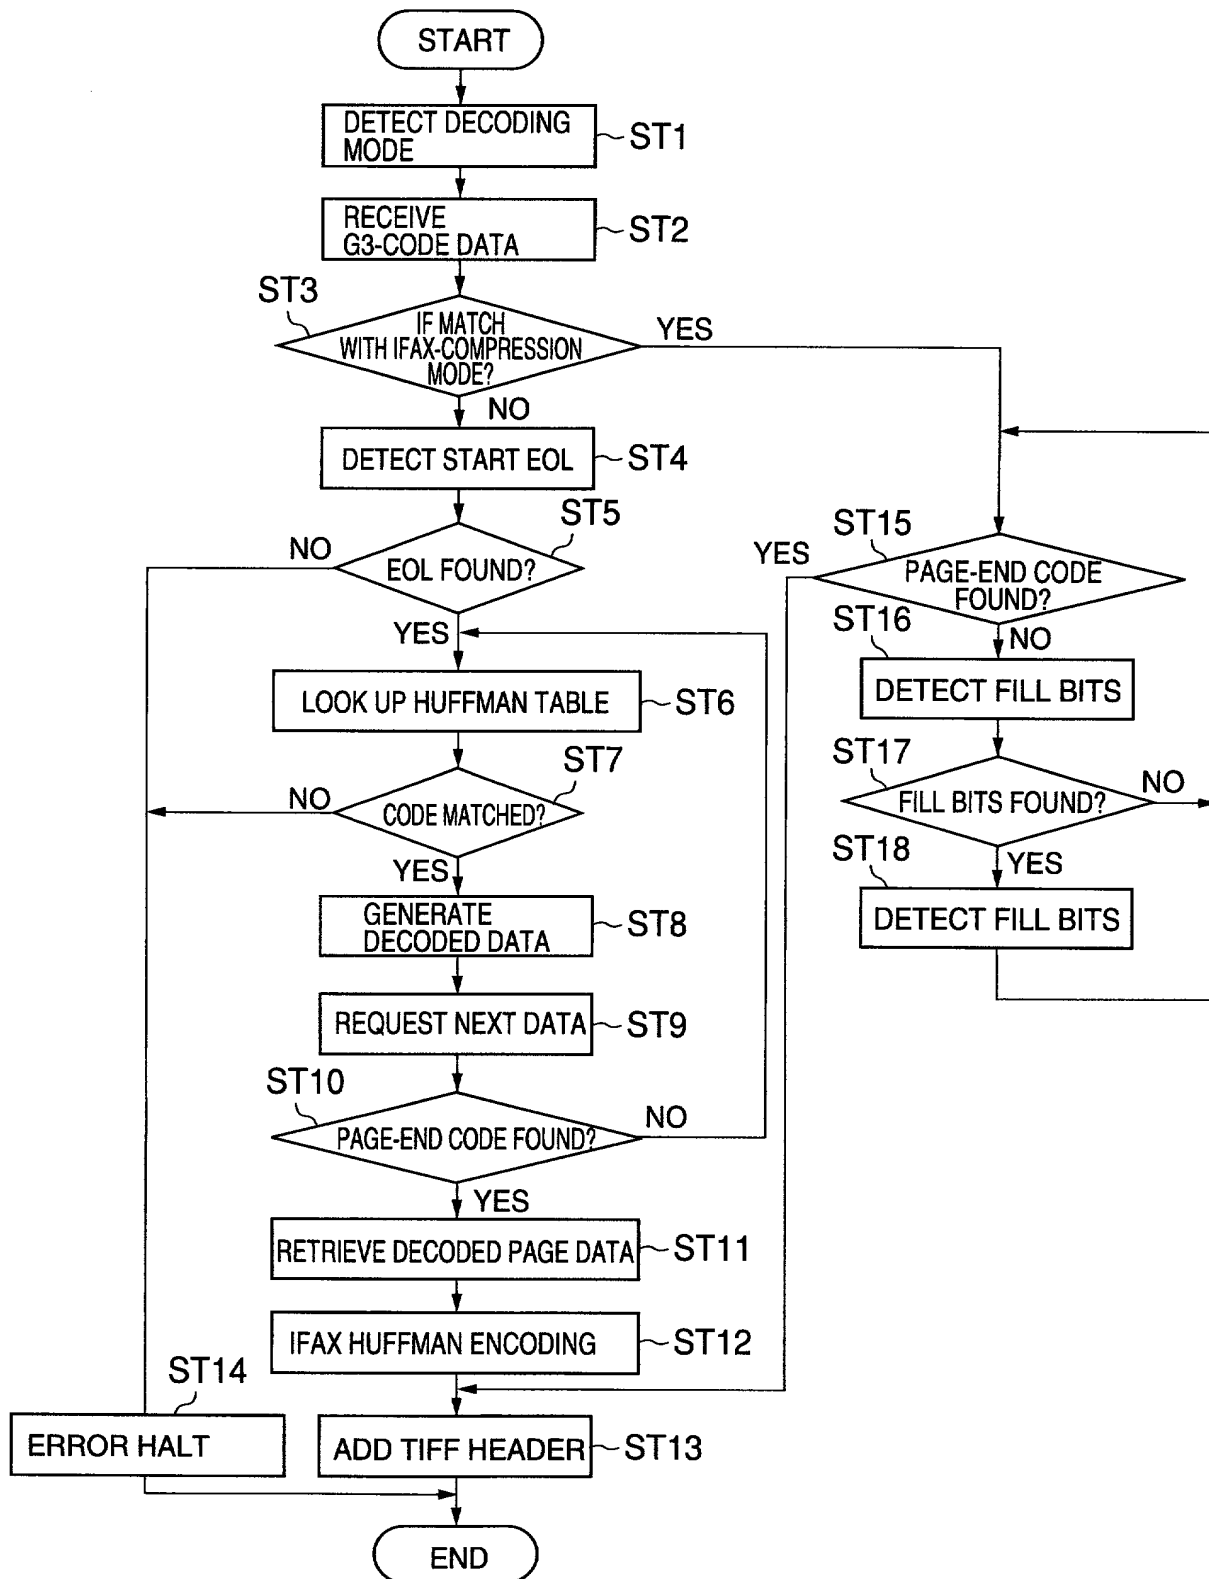 START
DETECT DECODING
MODE
ST1
RECEIVE
G3-CODE DATA
ST2
ST3
IF MATCH
WITH IFAX-COMPRESSION
MODE?
YES
NO
DETECT START EOL
ST4
ST5
NO
EOL FOUND?
YES
ST15
YES
PAGE-END CODE
FOUND?
ST16
NO
DETECT FILL BITS
LOOK UP HUFFMAN TABLE
ST6
ST7
NO
CODE MATCHED?
YES
ST17
FILL BITS FOUND?
NO
ST18
YES
DETECT FILL BITS
GENERATE
DECODED DATA
ST8
REQUEST NEXT DATA
ST9
ST10
PAGE-END CODE FOUND?
NO
YES
RETRIEVE DECODED PAGE DATA
ST11
IFAX HUFFMAN ENCODING
ST12
ST14
ERROR HALT
ADD TIFF HEADER
ST13
END